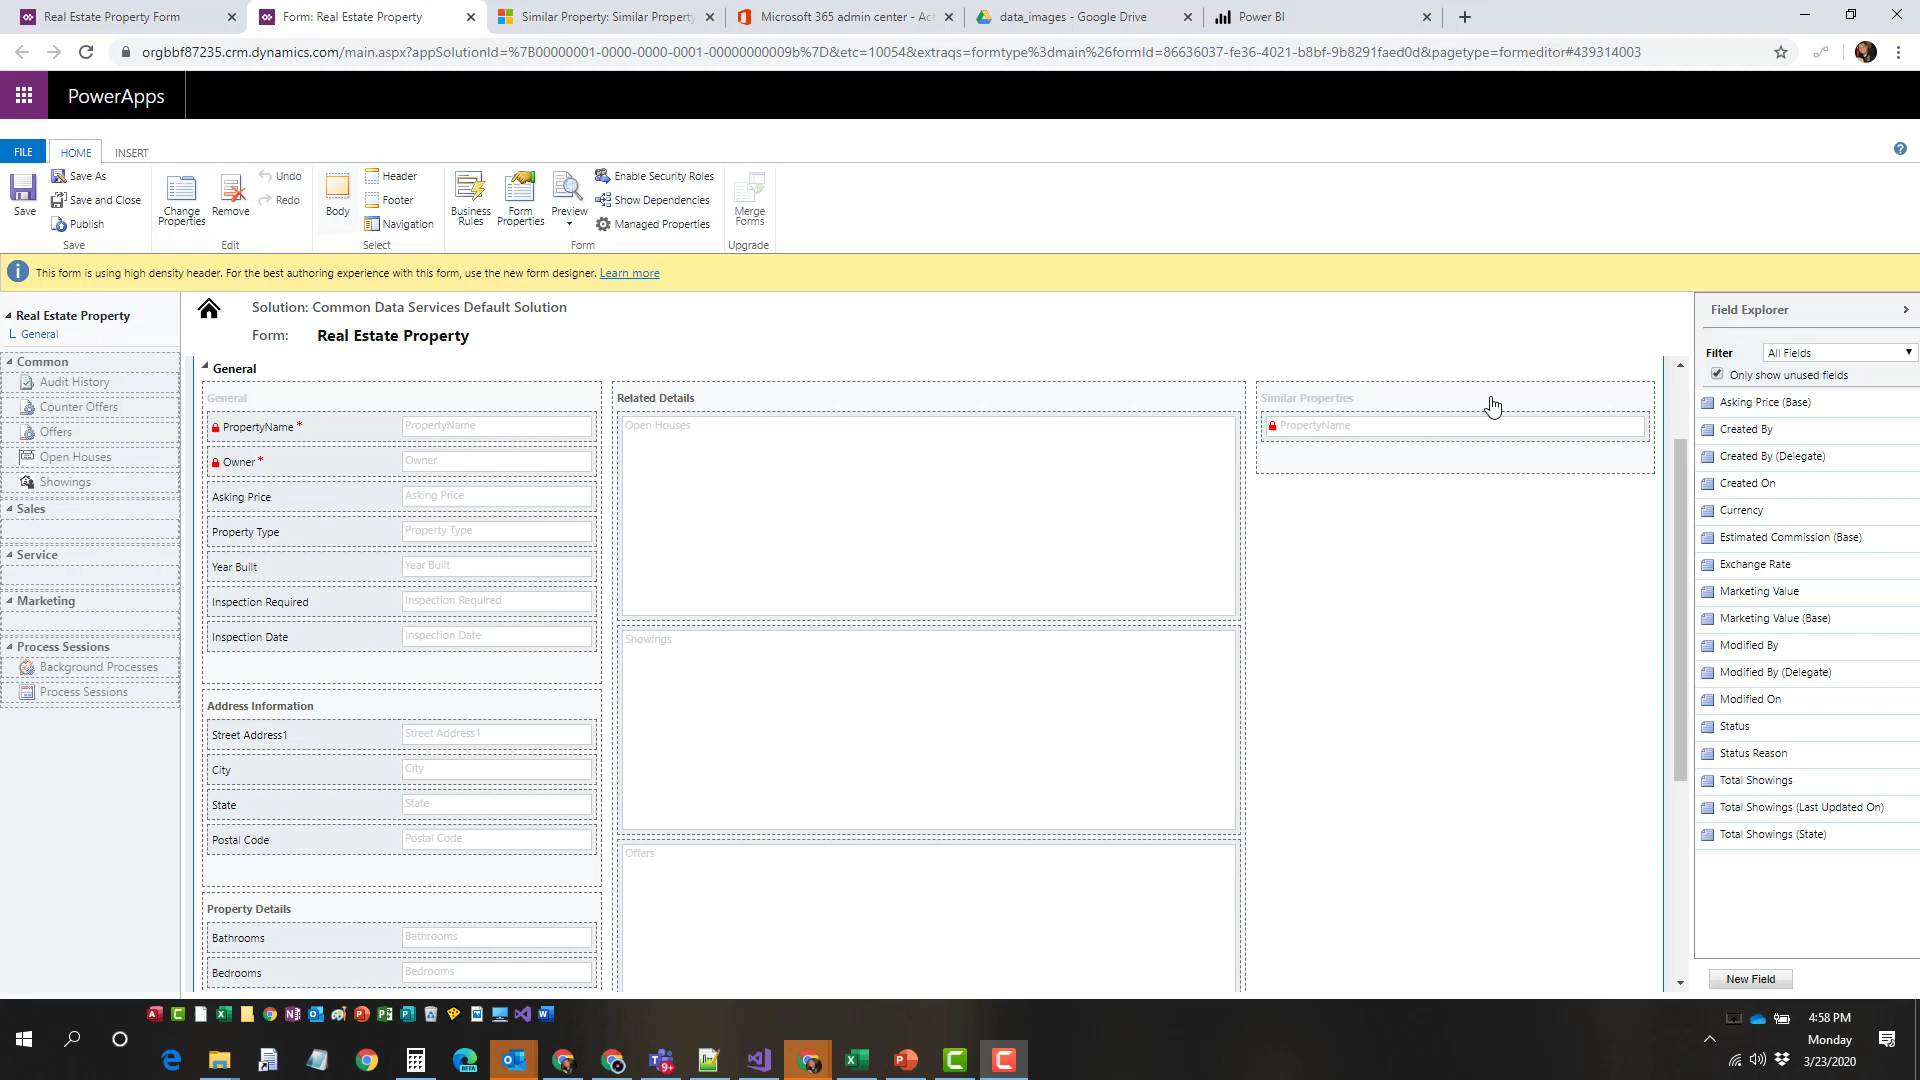 Real Estate Property Form
Form: Real Estate Property
Similar Property: Similar Property
Microsoft 365 admin center - Ac
data_images - Google Drive
Power BI
orgbbf87235.crm.dynamics.com/main.aspx?appSolutionId=%7B00000001-0000-0000-0001-00000000009b%7D&etc=10054&extraqs=formtype%3dmain%26formId=86636037-fe36-4021-b8bf-9b8291faed0d&pagetype=formeditor#439314003
PowerApps
FILE
HOME
INSERT
Save
Save As
Save and Close
Publish
Save
Change Properties
Remove
Undo
Redo
Edit
Body
Header
Footer
Navigation
Select
Business Rules
Form Properties
Preview
Enable Security Roles
Show Dependencies
Managed Properties
Form
Merge Forms
Upgrade
This form is using high density header. For the best authoring experience with this form, use the new form designer. Learn more
Real Estate Property
General
Common
Audit History
Counter Offers
Offers
Open Houses
Showings
Sales
Service
Marketing
Process Sessions
Background Processes
Process Sessions
Solution: Common Data Services Default Solution
Form: Real Estate Property
General
General
PropertyName * PropertyName
Owner * Owner
Asking Price Asking Price
Property Type Property Type
Year Built Year Built
Inspection Required Inspection Required
Inspection Date Inspection Date
Address Information
Street Address1 Street Address1
City City
State State
Postal Code Postal Code
Property Details
Bathrooms Bathrooms
Bedrooms Bedrooms
Related Details
Open Houses
Showings
Offers
Similar Properties
PropertyName
Field Explorer
Filter All Fields
Only show unused fields
Asking Price (Base)
Created By
Created By (Delegate)
Created On
Currency
Estimated Commission (Base)
Exchange Rate
Marketing Value
Marketing Value (Base)
Modified By
Modified By (Delegate)
Modified On
Status
Status Reason
Total Showings
Total Showings (Last Updated On)
Total Showings (State)
New Field
4:58 PM
Monday
3/23/2020